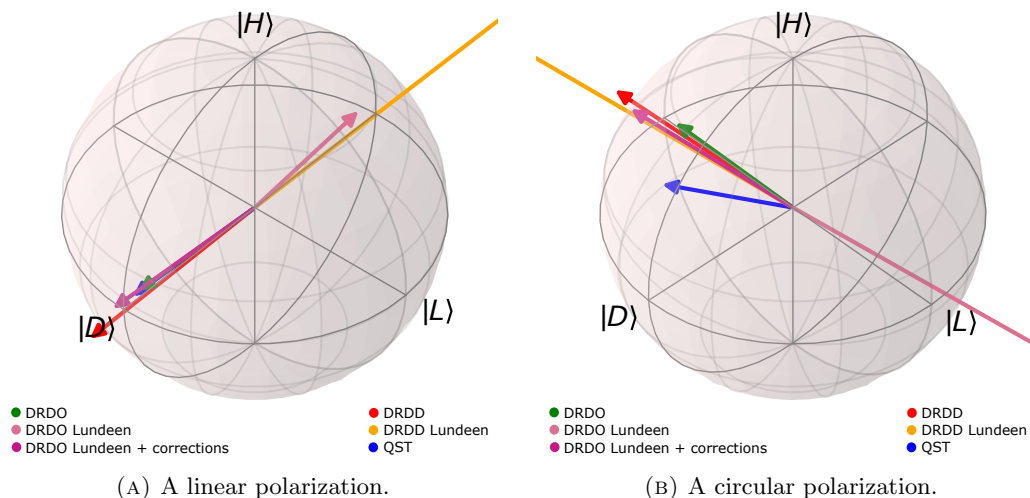 |H⟩
|D⟩
|L⟩
DRDO
DRDO Lundeen
DRDO Lundeen + corrections
DRDD
DRDD Lundeen
QST
(A) A linear polarization.
|H⟩
|D⟩
|L⟩
DRDO
DRDO Lundeen
DRDO Lundeen + corrections
DRDD
DRDD Lundeen
QST
(B) A circular polarization.